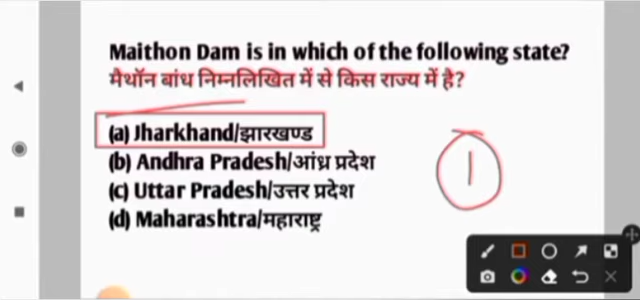 Maithon Dam is in which of the following state?
मैथॉन बांध निम्नलिखित में से किस राज्य में है?
(a) Jharkhand/झारखण्ड
(b) Andhra Pradesh/आंध्र प्रदेश
(c) Uttar Pradesh/उत्तर प्रदेश
(d) Maharashtra/महाराष्ट्र
1